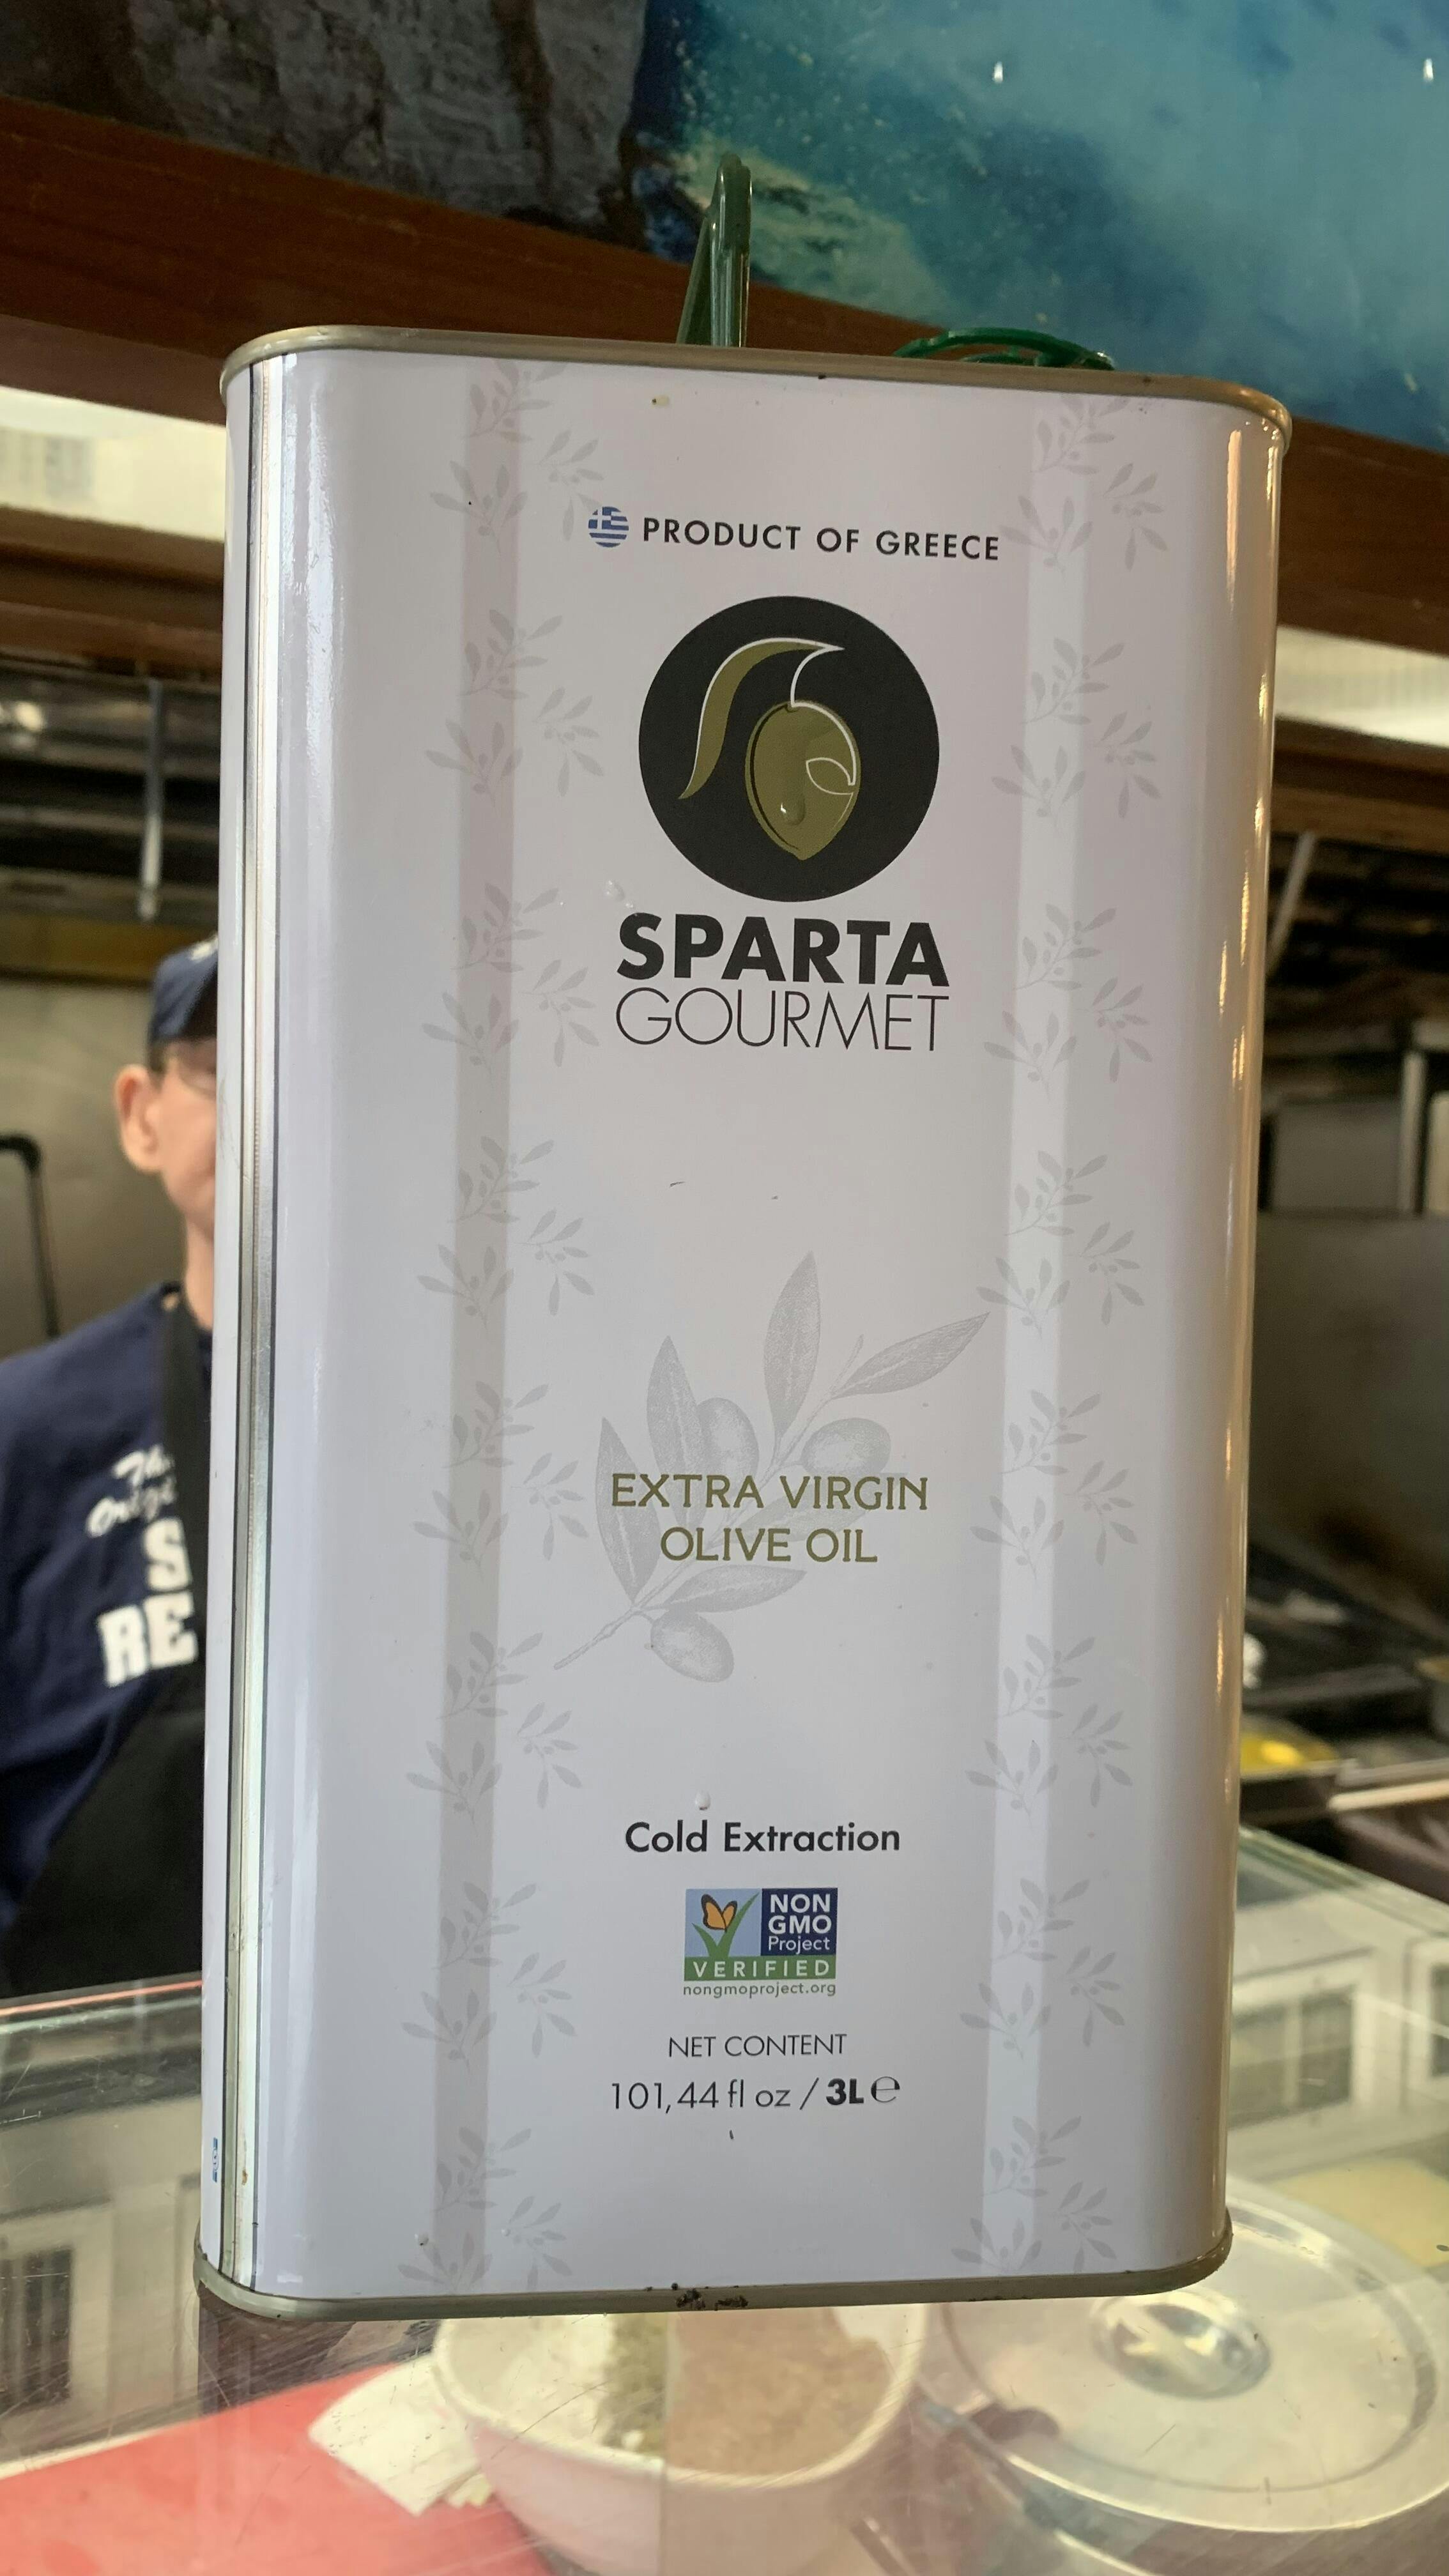 PRODUCT OF GREECE
SPARTA
GOURMET
EXTRA VIRGIN
OLIVE OIL
Cold Extraction
NON
GMO
Project
VERIFIED
nongmoproject.org
NET CONTENT
101,44 fl oz / 3L ℮
S
RE